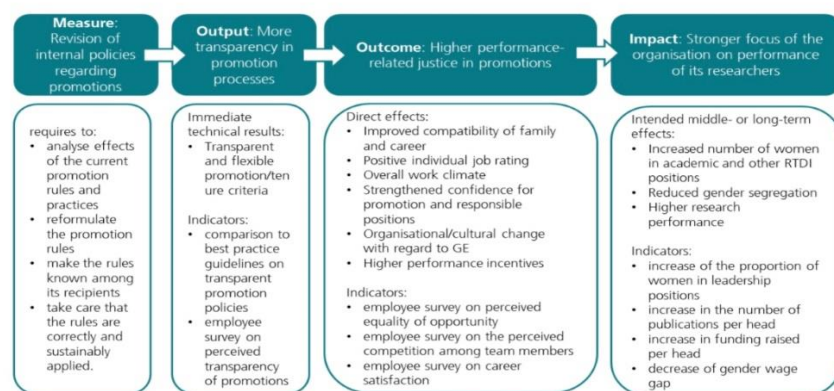 Measure:
Revision of
internal policies
regarding
promotions
Output: More
transparency in
promotion
processes
Outcome: Higher performance-
related justice in promotions
Impact: Stronger focus of the
organisation on performance
of its researchers
requires to:
• analyse effects
of the current
promotion
rules and
practices
• reformulate
the promotion
rules
• make the rules
known among
its recipients
• take care that
the rules are
correctly and
sustainably
applied.
Immediate
technical results:
• Transparent
and flexible
promotion/ten
ure criteria
Indicators:
• comparison to
best practice
guidelines on
transparent
promotion
policies
• employee
survey on
perceived
transparency
of promotions
Direct effects:
• Improved compatibility of family
and career
• Positive individual job rating
• Overall work climate
• Strengthened confidence for
promotion and responsible
positions
• Organisational/cultural change
with regard to GE
• Higher performance incentives
Indicators:
• employee survey on perceived
equality of opportunity
• employee survey on the perceived
competition among team members
• employee survey on career
satisfaction
Intended middle- or long-term
effects:
• Increased number of women
in academic and other RTDI
positions
• Reduced gender segregation
• Higher research
performance
Indicators:
• increase of the proportion of
women in leadership
positions
• increase in the number of
publications per head
• increase in funding raised
per head
• decrease of gender wage
gap